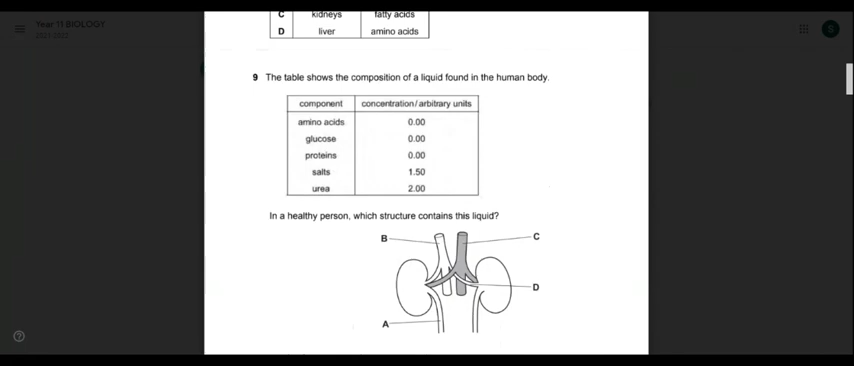 Year 11 BIOLOGY
2021-2022
S
C kidneys fatty acids
D liver amino acids
9 The table shows the composition of a liquid found in the human body.
component concentration/arbitrary units
amino acids 0.00
glucose 0.00
proteins 0.00
salts 1.50
urea 2.00
In a healthy person, which structure contains this liquid?
B
C
D
A